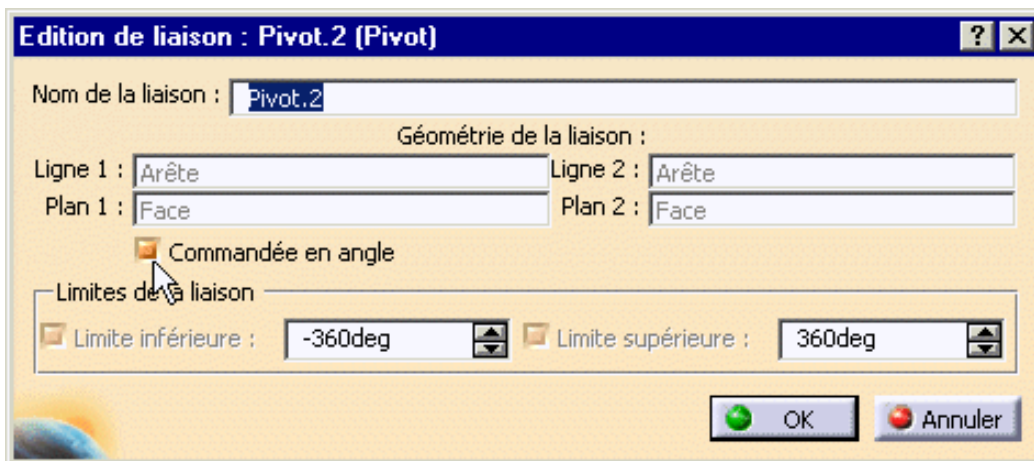 Edition de liaison : Pivot.2 (Pivot)
Nom de la liaison : Pivot.2
Géométrie de la liaison :
Ligne 1 : Arête Ligne 2 : Arête
Plan 1 : Face Plan 2 : Face
Commandée en angle
Limites de la liaison
Limite inférieure : -360deg Limite supérieure : 360deg
OK Annuler